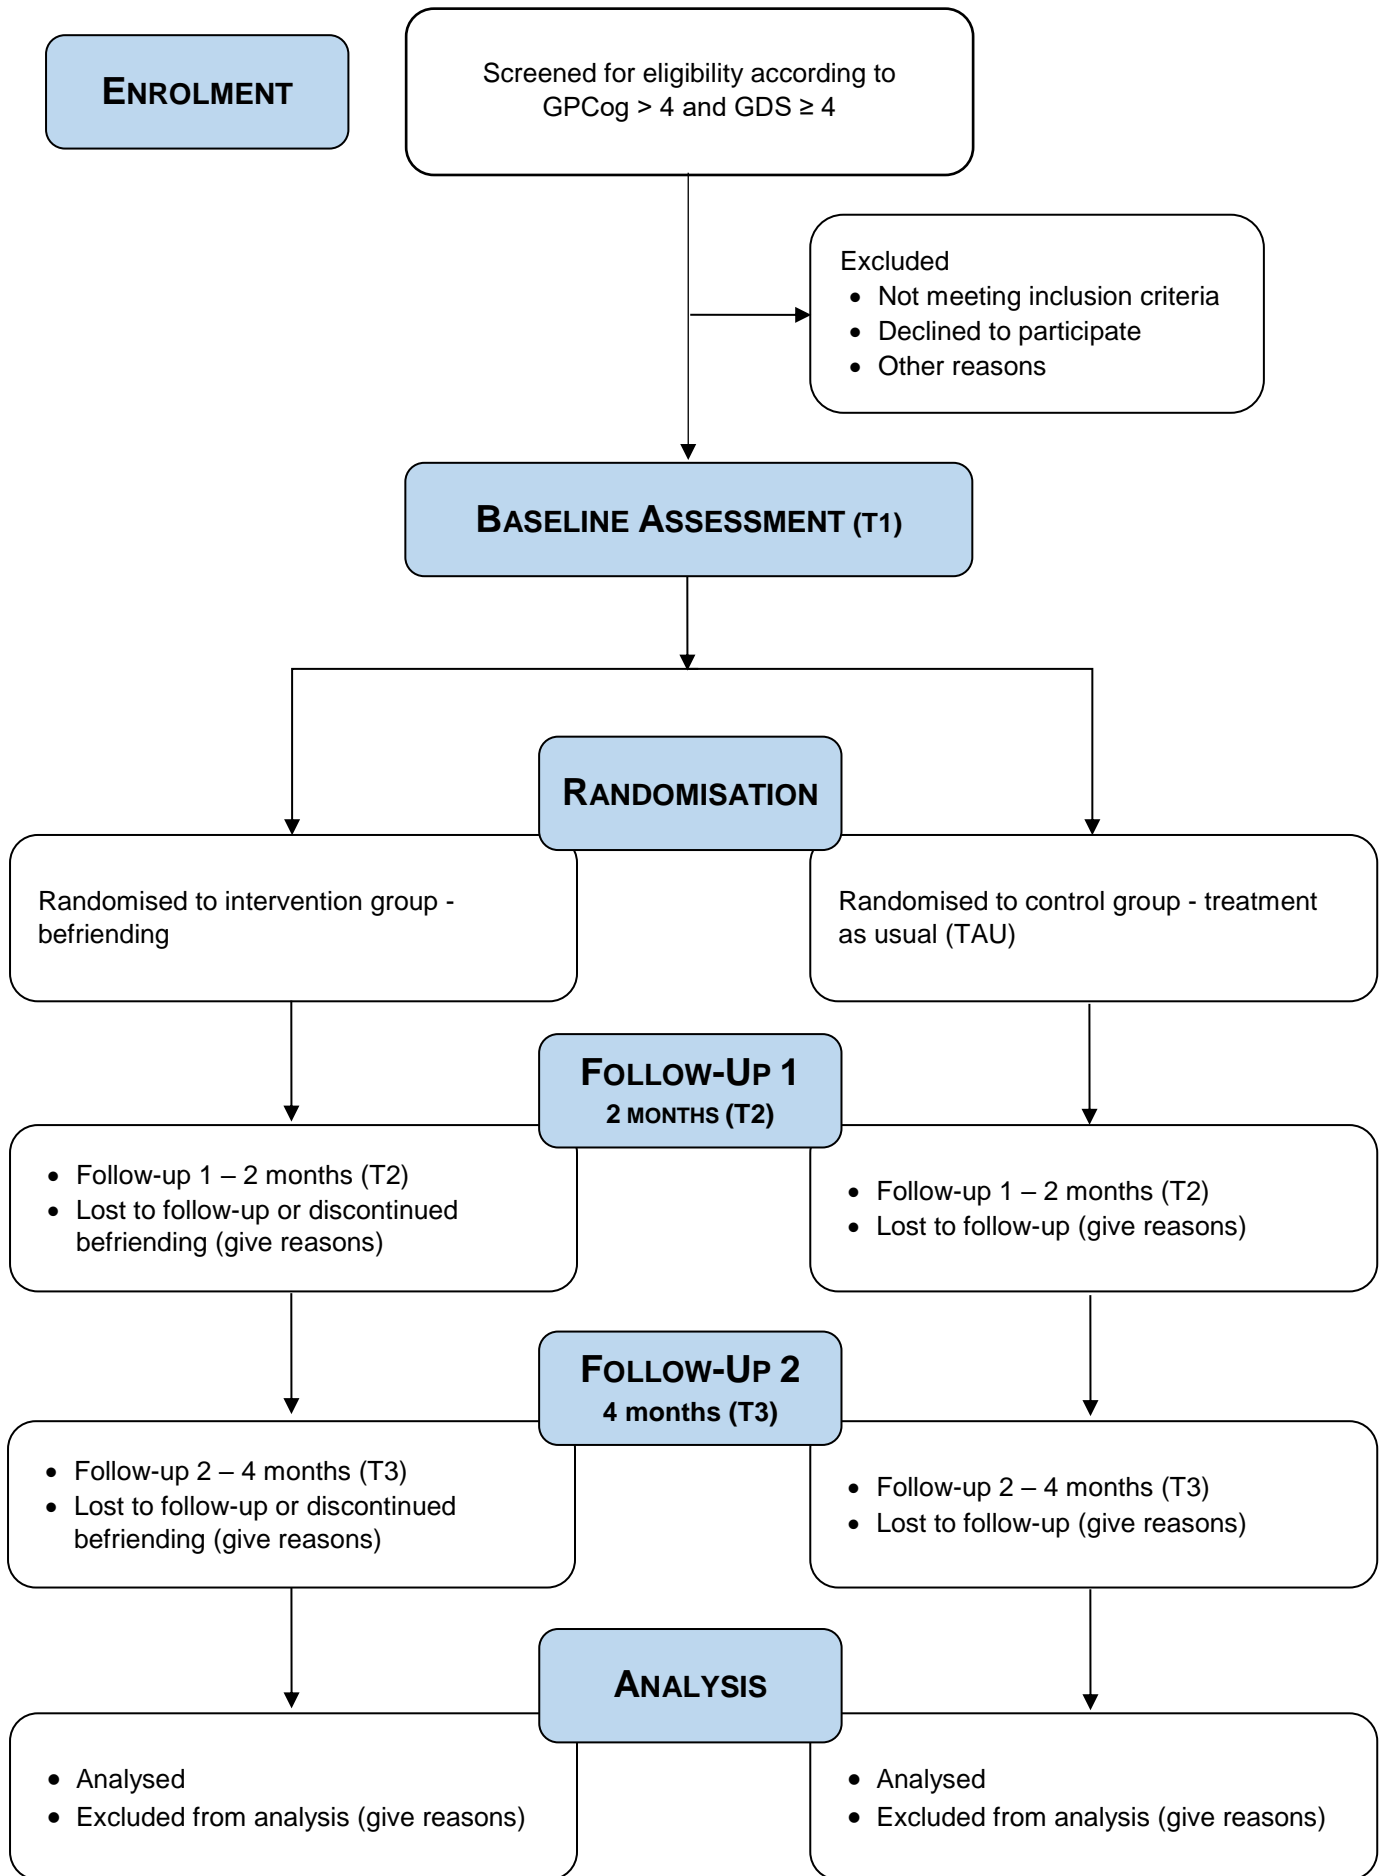 ENROLMENT
Screened for eligibility according to
GPCog > 4 and GDS ≥ 4
Excluded
• Not meeting inclusion criteria
• Declined to participate
• Other reasons
BASELINE ASSESSMENT (T1)
RANDOMISATION
Randomised to intervention group -
befriending
Randomised to control group - treatment
as usual (TAU)
FOLLOW-UP 1
2 MONTHS (T2)
• Follow-up 1 – 2 months (T2)
• Lost to follow-up or discontinued
befriending (give reasons)
• Follow-up 1 – 2 months (T2)
• Lost to follow-up (give reasons)
FOLLOW-UP 2
4 months (T3)
• Follow-up 2 – 4 months (T3)
• Lost to follow-up or discontinued
befriending (give reasons)
• Follow-up 2 – 4 months (T3)
• Lost to follow-up (give reasons)
ANALYSIS
• Analysed
• Excluded from analysis (give reasons)
• Analysed
• Excluded from analysis (give reasons)